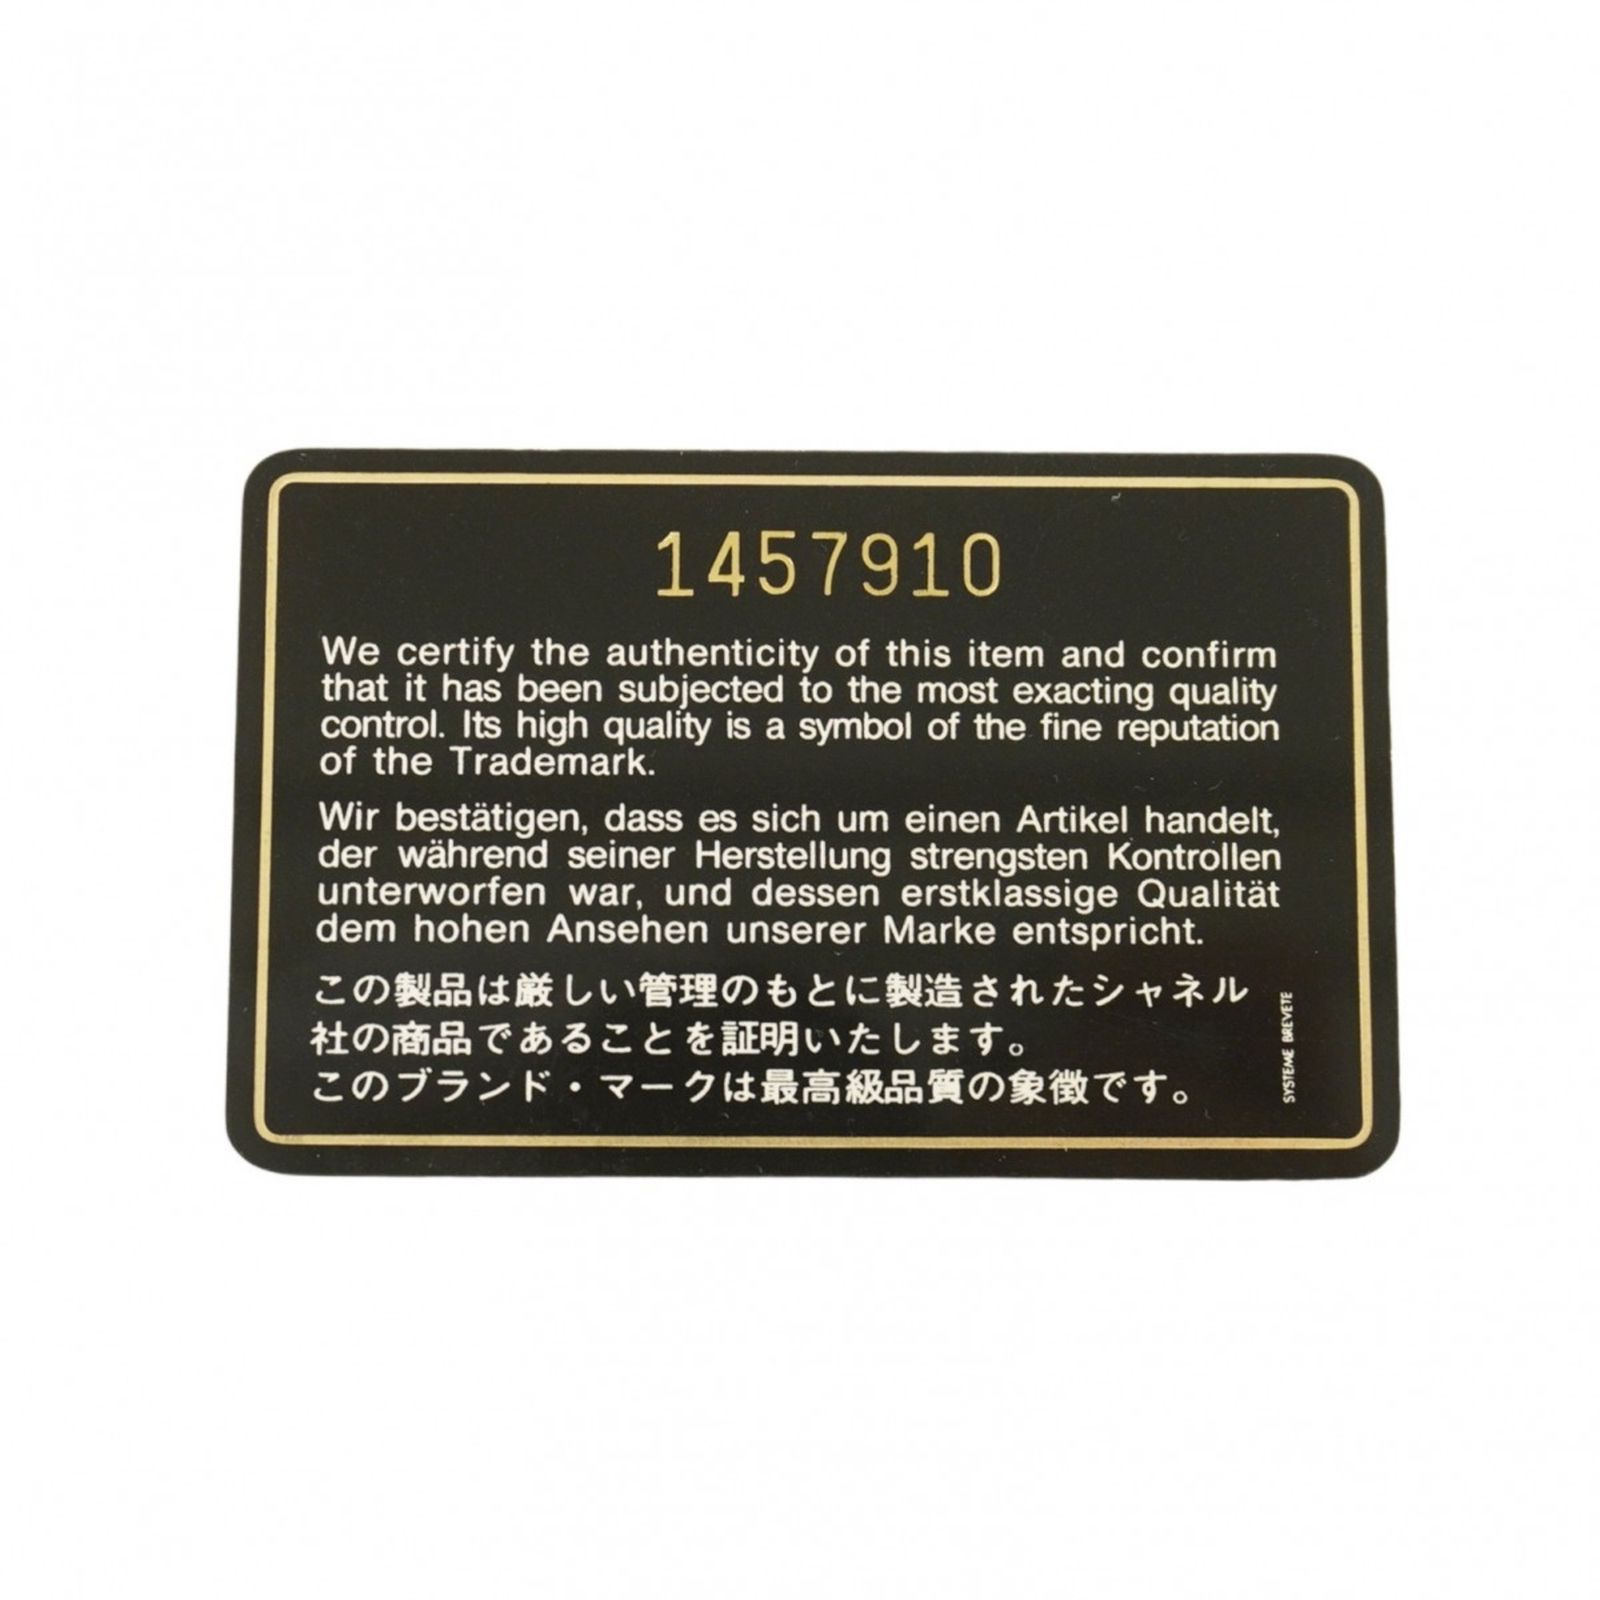 1457910
We certify the authenticity of this item and confirm
that it has been subjected to the most exacting quality
control. Its high quality is a symbol of the fine reputation
of the Trademark.
Wir bestätigen, dass es sich um einen Artikel handelt,
der während seiner Herstellung strengsten Kontrollen
unterworfen war, und dessen erstklassige Qualität
dem hohen Ansehen unserer Marke entspricht.
この製品は厳しい管理のもとに製造されたシャネル
社の商品であることを証明いたします。
このブランド・マークは最高級品質の象徴です。
SYSTEME BREVETE